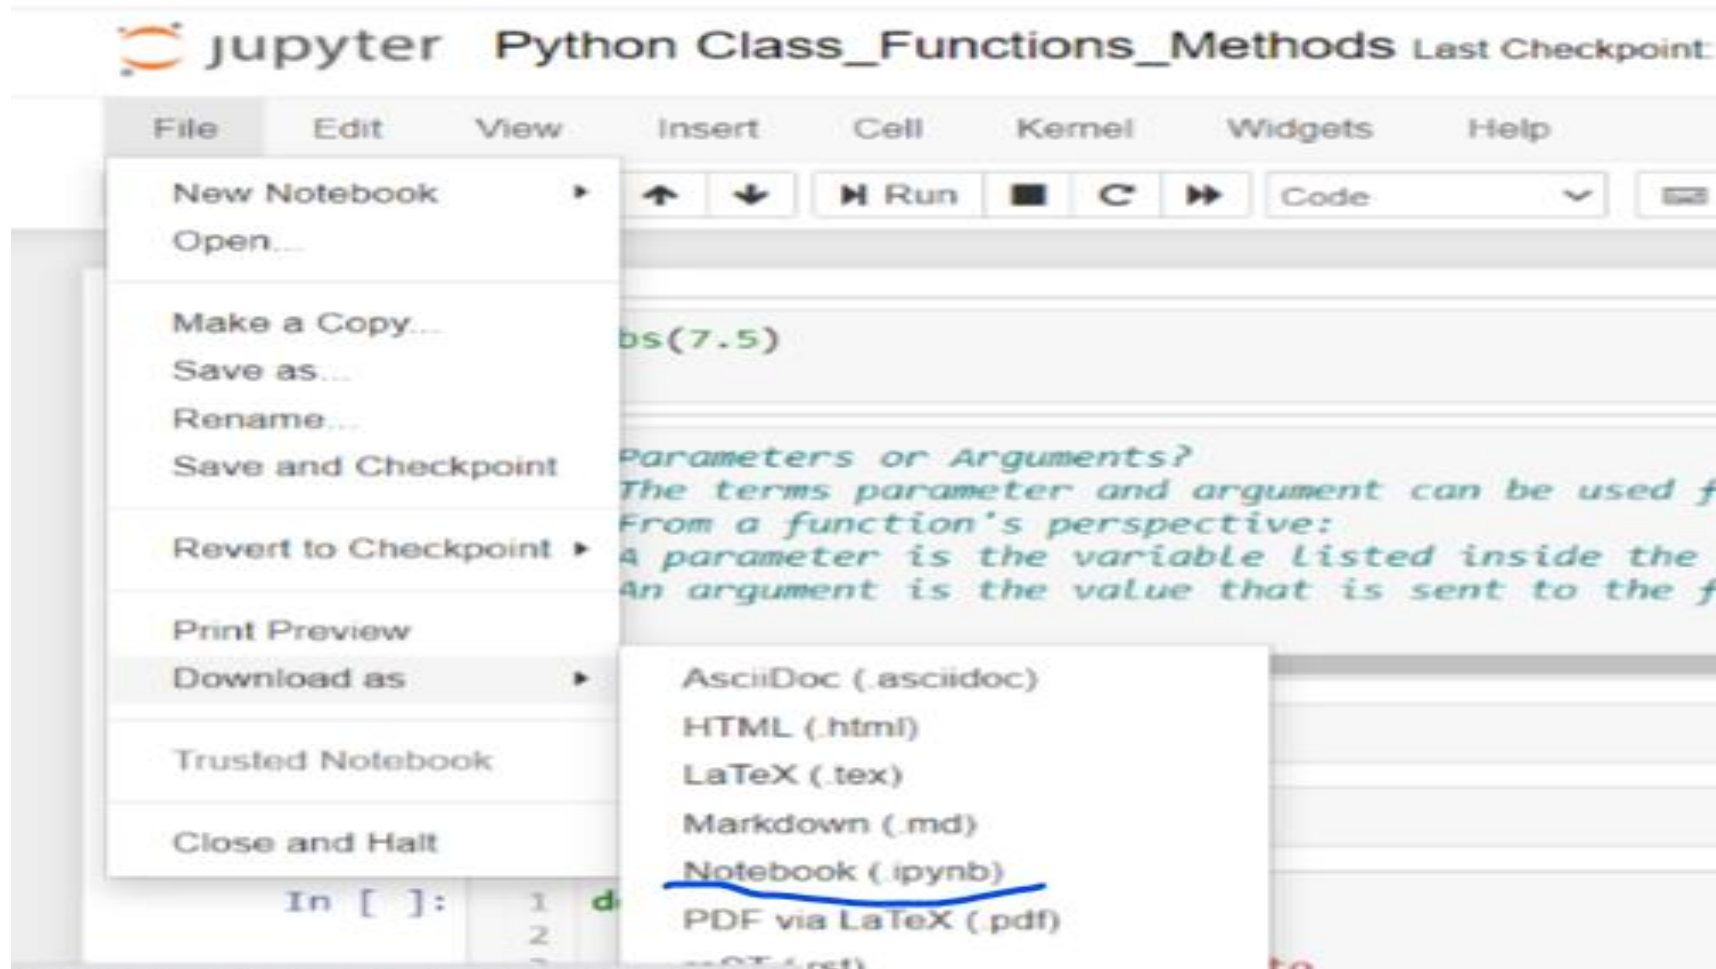 jupyter Python Class_Functions_Methods Last Checkpoint:
File Edit View Insert Cell Kernel Widgets Help
New Notebook
Run Code
Open...
Make a Copy...
bs(7.5)
Save as...
Rename...
Save and Checkpoint
Parameters or Arguments?
The terms parameter and argument can be used f
From a function's perspective:
Revert to Checkpoint
A parameter is the variable listed inside the
An argument is the value that is sent to the f
Print Preview
Download as
AsciiDoc (.asciidoc)
HTML (.html)
Trusted Notebook
LaTeX (.tex)
Markdown (.md)
Close and Halt
Notebook (.ipynb)
In [ ]: 1 d
PDF via LaTeX (.pdf)
2